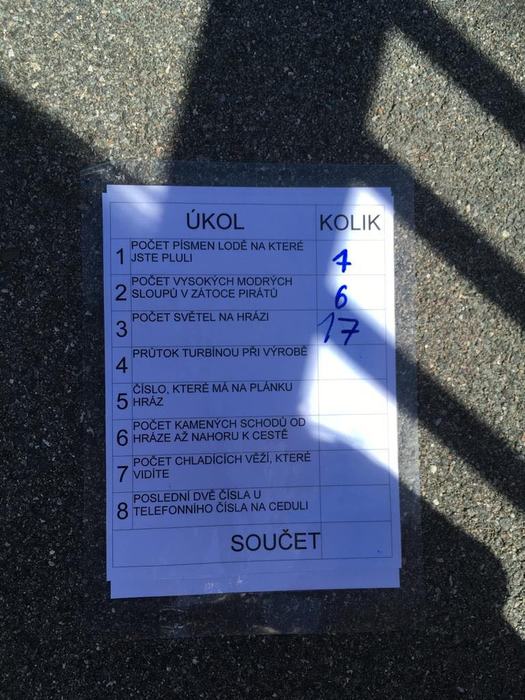 ÚKOL KOLIK
1 POČET PÍSMEN LODĚ NA KTERÉ
JSTE PLULI 7
2 POČET VYSOKÝCH MODRÝCH
SLOUPŮ V ZÁTOCE PIRÁTŮ 6
3 POČET SVĚTEL NA HRÁZI 17
4 PRŮTOK TURBÍNOU PŘI VÝROBĚ
5 ČÍSLO, KTERÉ MÁ NA PLÁNKU
HRÁZ
6 POČET KAMENÝCH SCHODŮ OD
HRÁZE AŽ NAHORU K CESTĚ
7 POČET CHLADÍCÍCH VĚŽÍ, KTERÉ
VIDÍTE
8 POSLEDNÍ DVĚ ČÍSLA U
TELEFONNÍHO ČÍSLA NA CEDULI
SOUČET